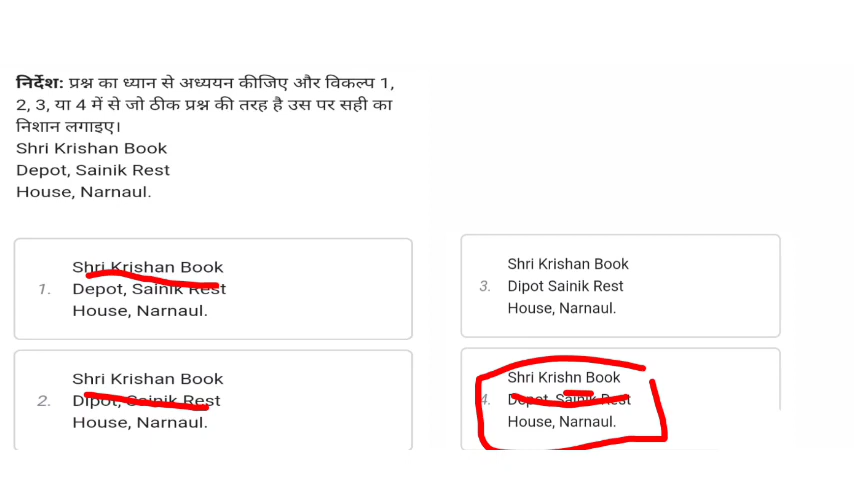 निर्देश: प्रश्न का ध्यान से अध्ययन कीजिए और विकल्प 1,
2, 3, या 4 में से जो ठीक प्रश्न की तरह है उस पर सही का
निशान लगाइए।
Shri Krishan Book
Depot, Sainik Rest
House, Narnaul.
1.
Shri Krishan Book
Depot, Sainik Rest
House, Narnaul.
2.
Shri Krishan Book
Dipot, Sainik Rest
House, Narnaul.
3.
Shri Krishan Book
Dipot Sainik Rest
House, Narnaul.
4.
Shri Krishn Book
Depot, Sainik Rest
House, Narnaul.